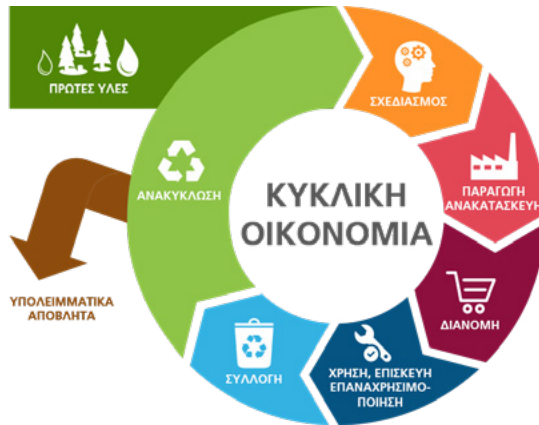 ΠΡΩΤΕΣ ΥΛΕΣ
ΣΧΕΔΙΑΣΜΟΣ
ΠΑΡΑΓΩΓΗ
ΑΝΑΚΑΤΑΣΚΕΥΗ
ΔΙΑΝΟΜΗ
ΧΡΗΣΗ, ΕΠΙΣΚΕΥΗ
ΕΠΑΝΑΧΡΗΣΙΜΟ-
ΠΟΙΗΣΗ
ΣΥΛΛΟΓΗ
ΑΝΑΚΥΚΛΩΣΗ
ΥΠΟΛΕΙΜΜΑΤΙΚΑ
ΑΠΟΒΛΗΤΑ
ΚΥΚΛΙΚΗ
ΟΙΚΟΝΟΜΙΑ